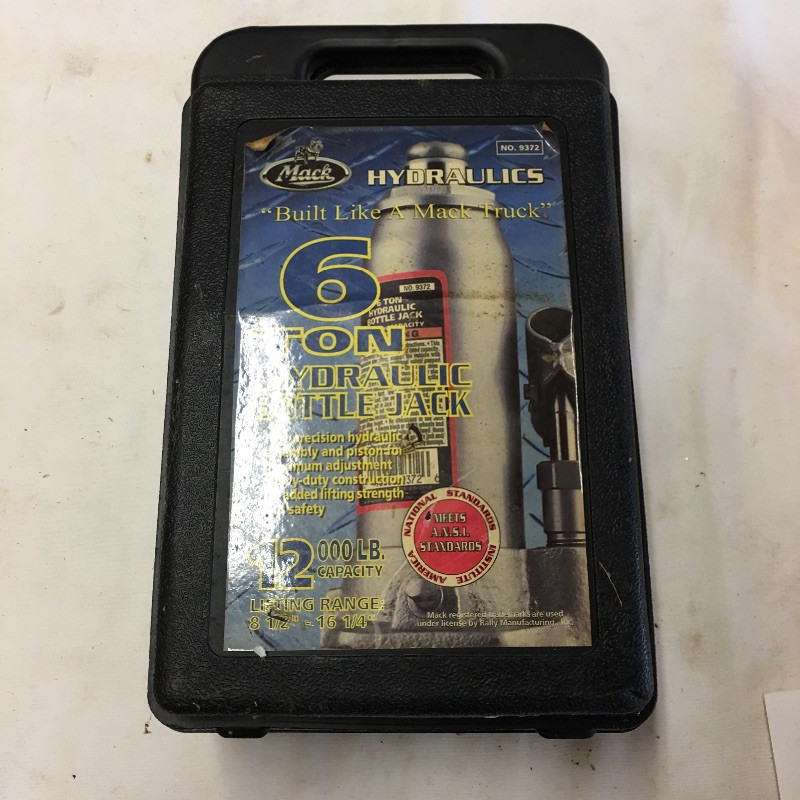 NO. 9372
Mack
HYDRAULICS
"Built Like A Mack Truck"
6
TON
HYDRAULIC
BOTTLE JACK
NO. 9372
6 TON
HYDRAULIC
BOTTLE JACK
CAPACITY
precision hydraulic
and piston for
adjustment
construction
added lifting strength
safety
12 000 LB.
CAPACITY
LIFTING RANGE:
8 1/2" - 16 1/4"
NATIONAL STANDARDS INSTITUTE AMERICA
MEETS
A.N.S.I.
STANDARDS
Mack registered trademarks are used
under license by Rally Manufacturing, Inc.